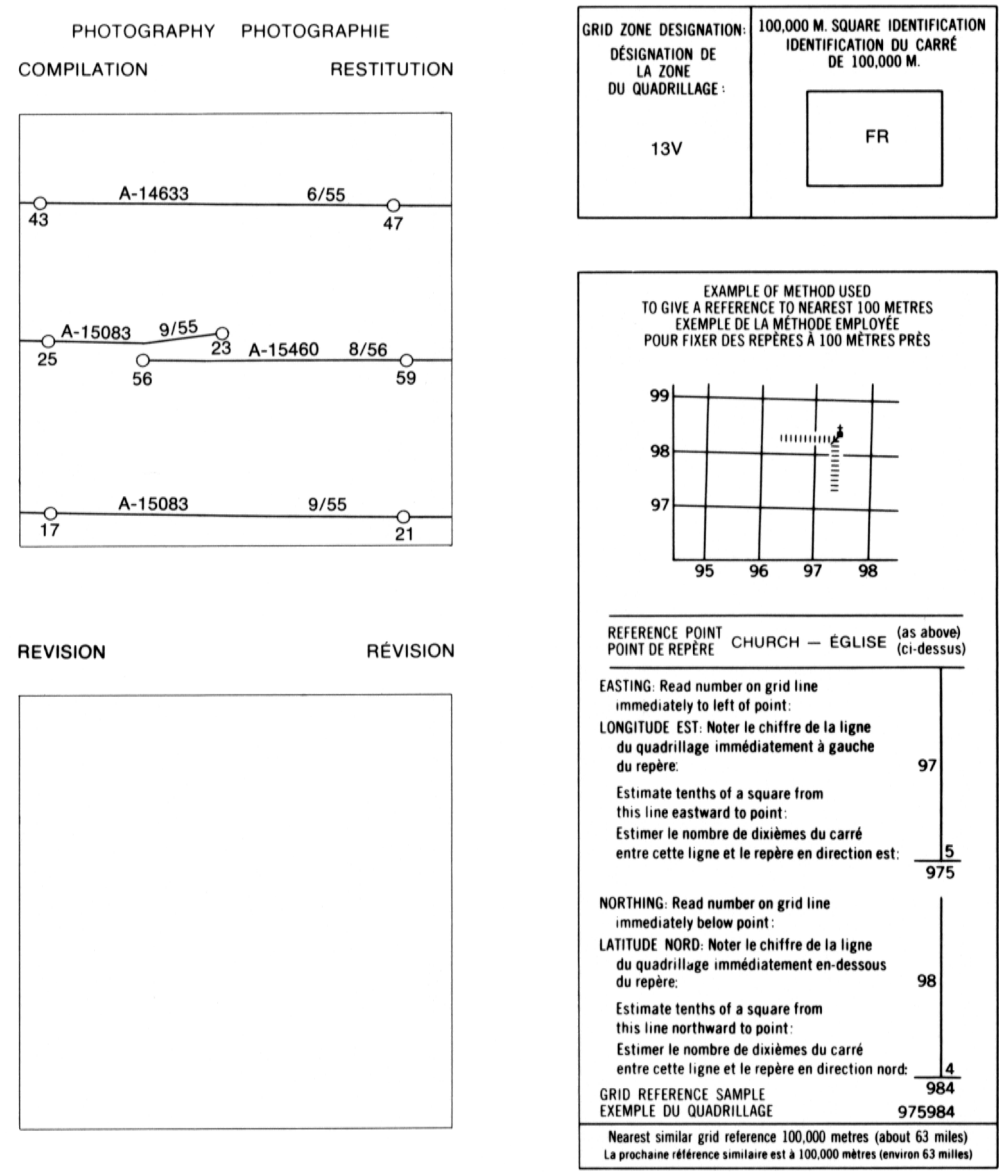 PHOTOGRAPHY PHOTOGRAPHIE
COMPILATION RESTITUTION
A-14633 6/55
43 47
A-15083 9/55
25 23 A-15460 8/56
56 59
A-15083 9/55
17 21
REVISION RÉVISION
GRID ZONE DESIGNATION:
DÉSIGNATION DE
LA ZONE
DU QUADRILLAGE :
13V
100,000 M. SQUARE IDENTIFICATION
IDENTIFICATION DU CARRÉ
DE 100,000 M.
FR
EXAMPLE OF METHOD USED
TO GIVE A REFERENCE TO NEAREST 100 METRES
EXEMPLE DE LA MÉTHODE EMPLOYÉE
POUR FIXER DES REPÈRES À 100 MÈTRES PRÈS
99
98
97
95 96 97 98
REFERENCE POINT
POINT DE REPÈRE CHURCH — ÉGLISE (as above)
(ci-dessus)
EASTING: Read number on grid line
immediately to left of point:
LONGITUDE EST: Noter le chiffre de la ligne
du quadrillage immédiatement à gauche
du repère: 97
Estimate tenths of a square from
this line eastward to point:
Estimer le nombre de dixièmes du carré
entre cette ligne et le repère en direction est: 5
975
NORTHING: Read number on grid line
immediately below point:
LATITUDE NORD: Noter le chiffre de la ligne
du quadrillage immédiatement en-dessous
du repère: 98
Estimate tenths of a square from
this line northward to point:
Estimer le nombre de dixièmes du carré
entre cette ligne et le repère en direction nord: 4
984
GRID REFERENCE SAMPLE
EXEMPLE DU QUADRILLAGE 975984
Nearest similar grid reference 100,000 metres (about 63 miles)
La prochaine référence similaire est à 100,000 mètres (environ 63 milles)